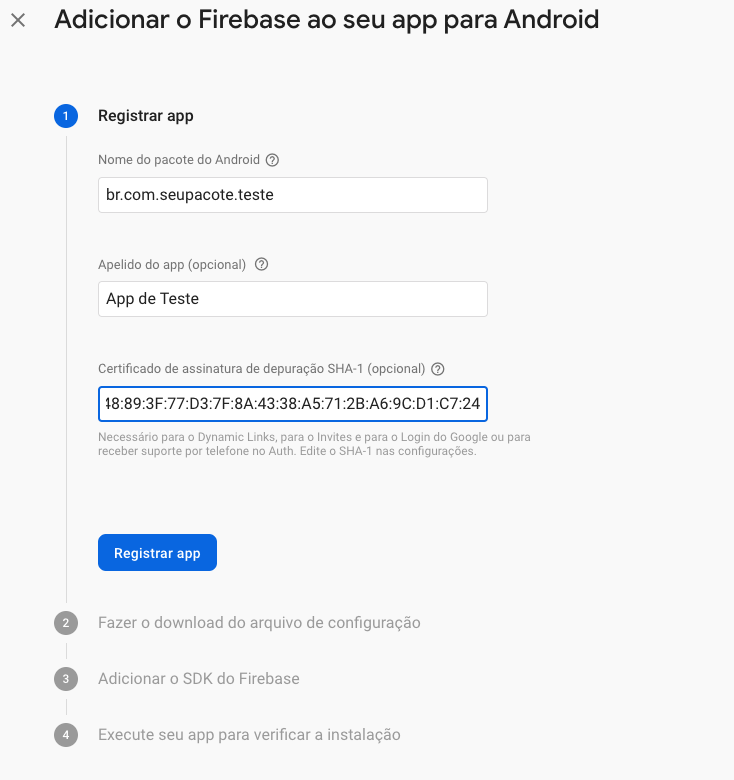 Adicionar o Firebase ao seu app para Android
1
Registrar app
Nome do pacote do Android
br.com.seupacote.teste
Apelido do app (opcional)
App de Teste
Certificado de assinatura de depuração SHA-1 (opcional)
48:89:3F:77:D3:7F:8A:43:38:A5:71:2B:A6:9C:D1:C7:24
Necessário para o Dynamic Links, para o Invites e para o Login do Google ou para
receber suporte por telefone no Auth. Edite o SHA-1 nas configurações.
Registrar app
2
Fazer o download do arquivo de configuração
3
Adicionar o SDK do Firebase
4
Execute seu app para verificar a instalação